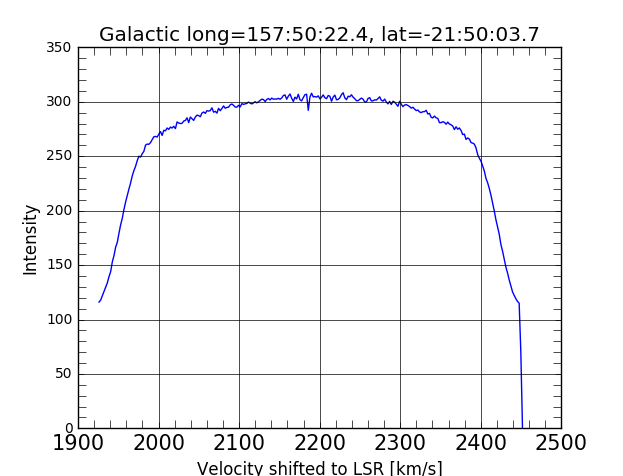 Galactic long=157:50:22.4, lat=-21:50:03.7
350
300
250
200
150
100
50
0
Intensity
1900 2000 2100 2200 2300 2400 2500
Velocity shifted to LSR [km/s]